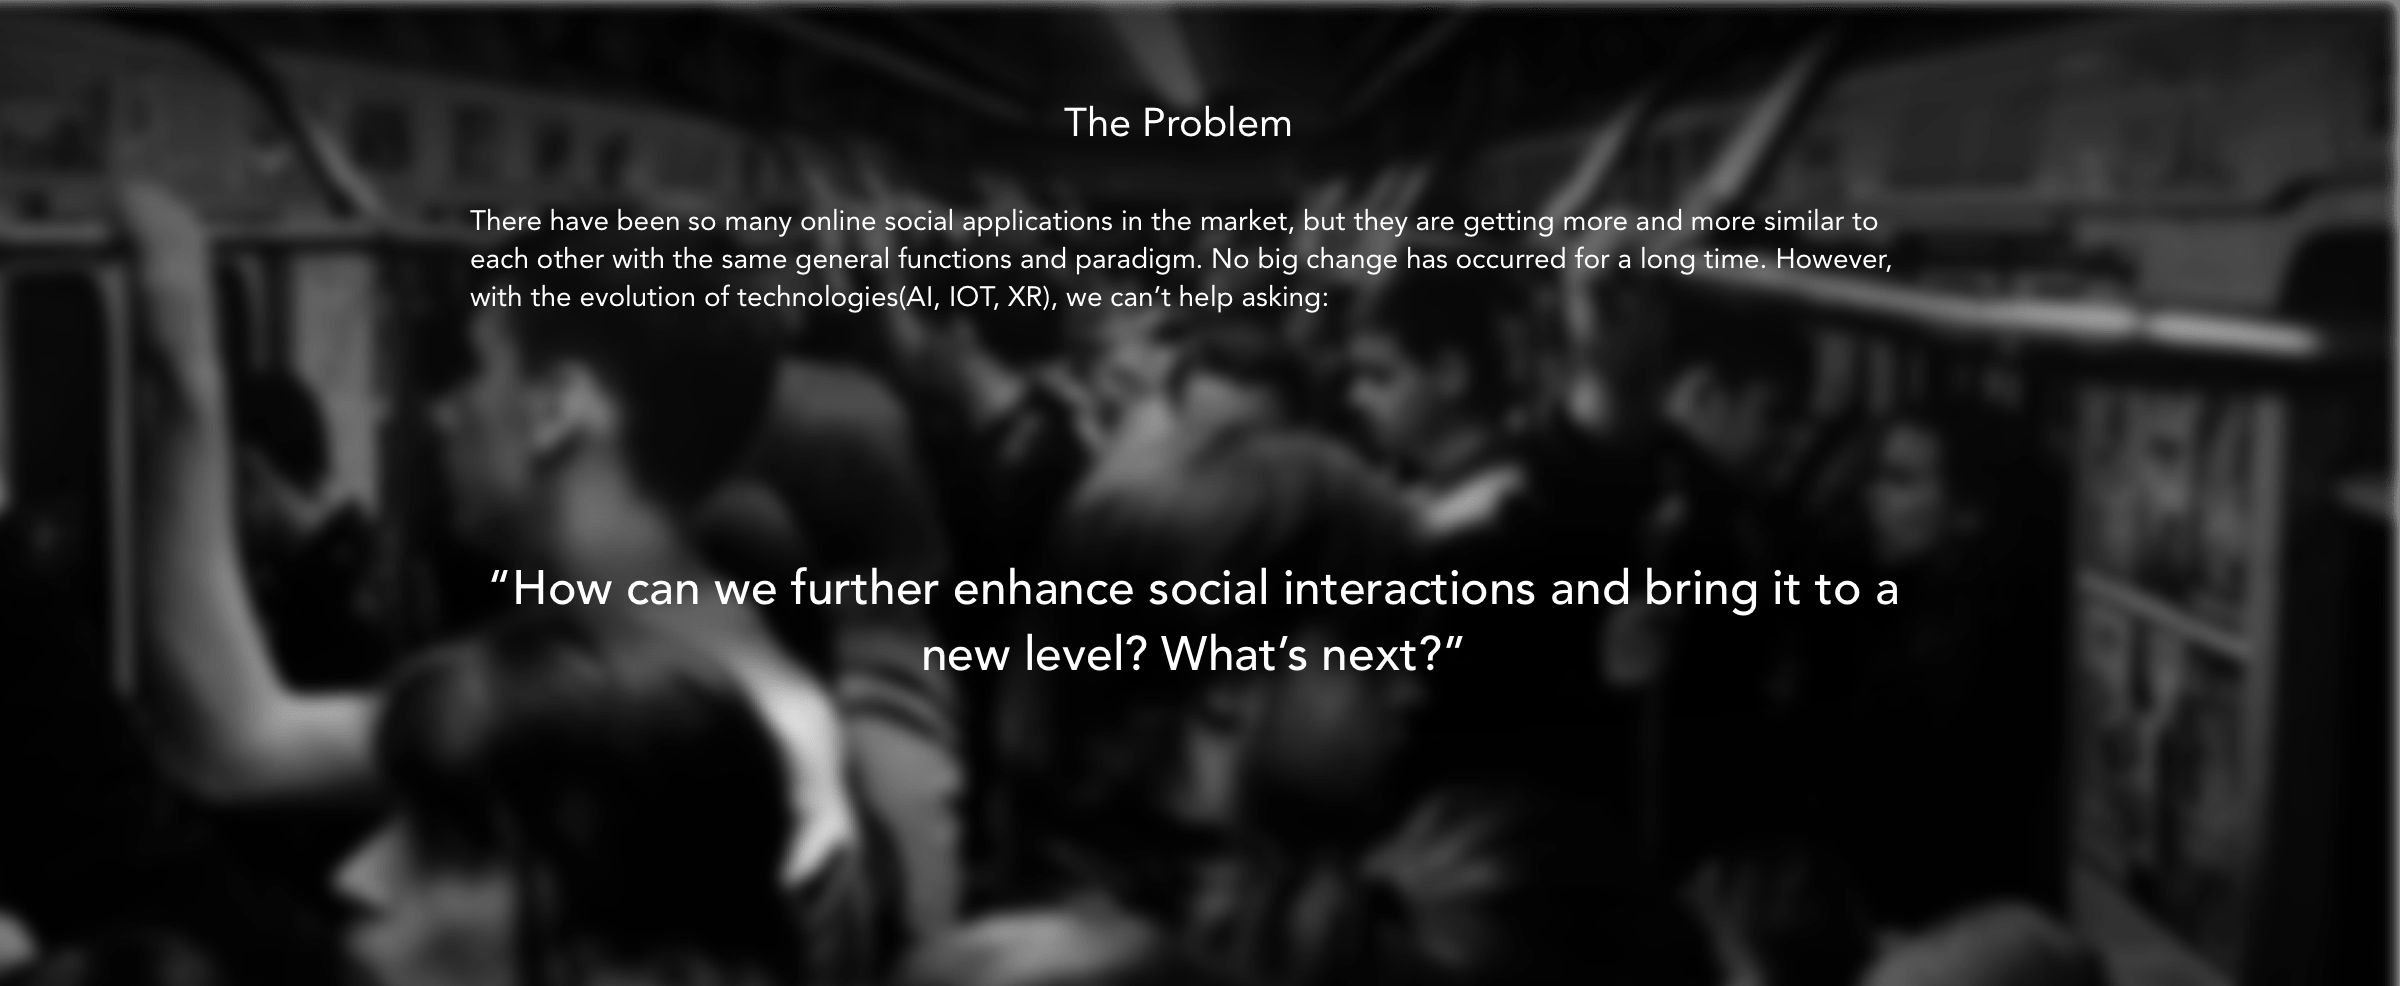 The Problem
There have been so many online social applications in the market, but they are getting more and more similar to
each other with the same general functions and paradigm. No big change has occurred for a long time. However,
with the evolution of technologies(AI, IOT, XR), we can’t help asking:
“How can we further enhance social interactions and bring it to a
new level? What’s next?”